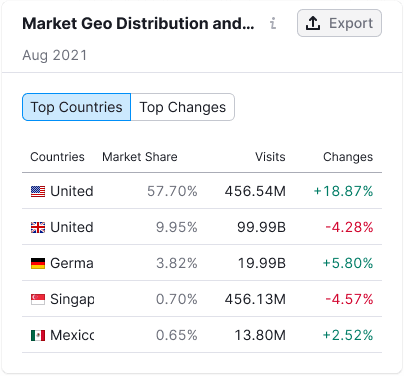 Market Geo Distribution and...
Export
Aug 2021
Top Countries Top Changes
Countries Market Share Visits Changes
United 57.70% 456.54M +18.87%
United 9.95% 99.99B -4.28%
Germa 3.82% 19.99B +5.80%
Singap 0.70% 456.13M -4.57%
Mexico 0.65% 13.80M +2.52%